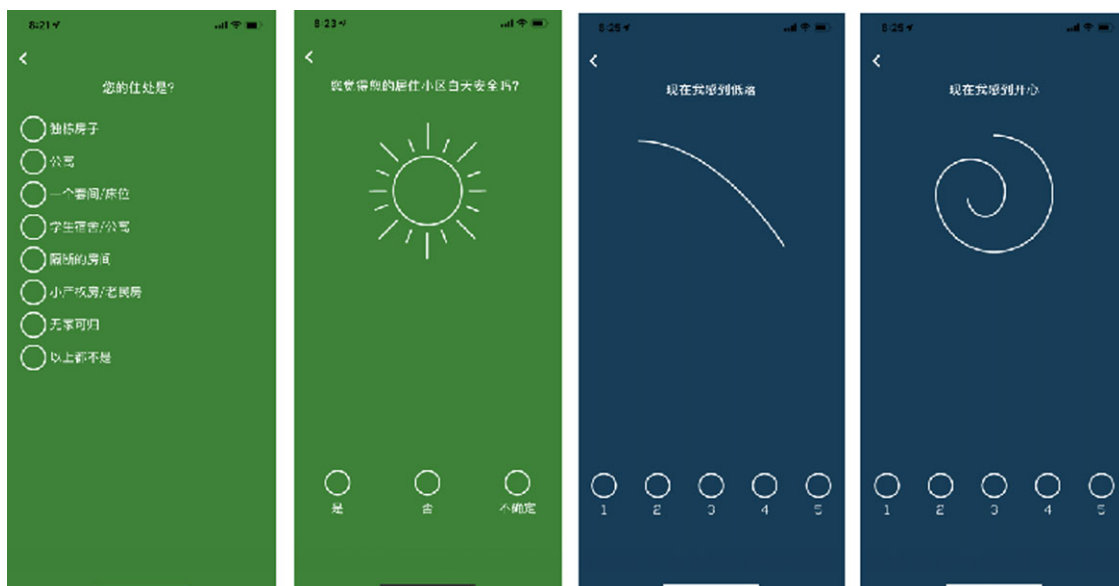 8:21
您的住处是?
独栋房子
公寓
一个套间/床位
学生宿舍/公寓
隔断的房间
小产权房/老民房
无家可归
以上都不是
8:23
您觉得您的居住小区白天安全吗?
是
否
不确定
8:25
现在我感到低落
1
2
3
4
5
8:25
现在我感到开心
1
2
3
4
5